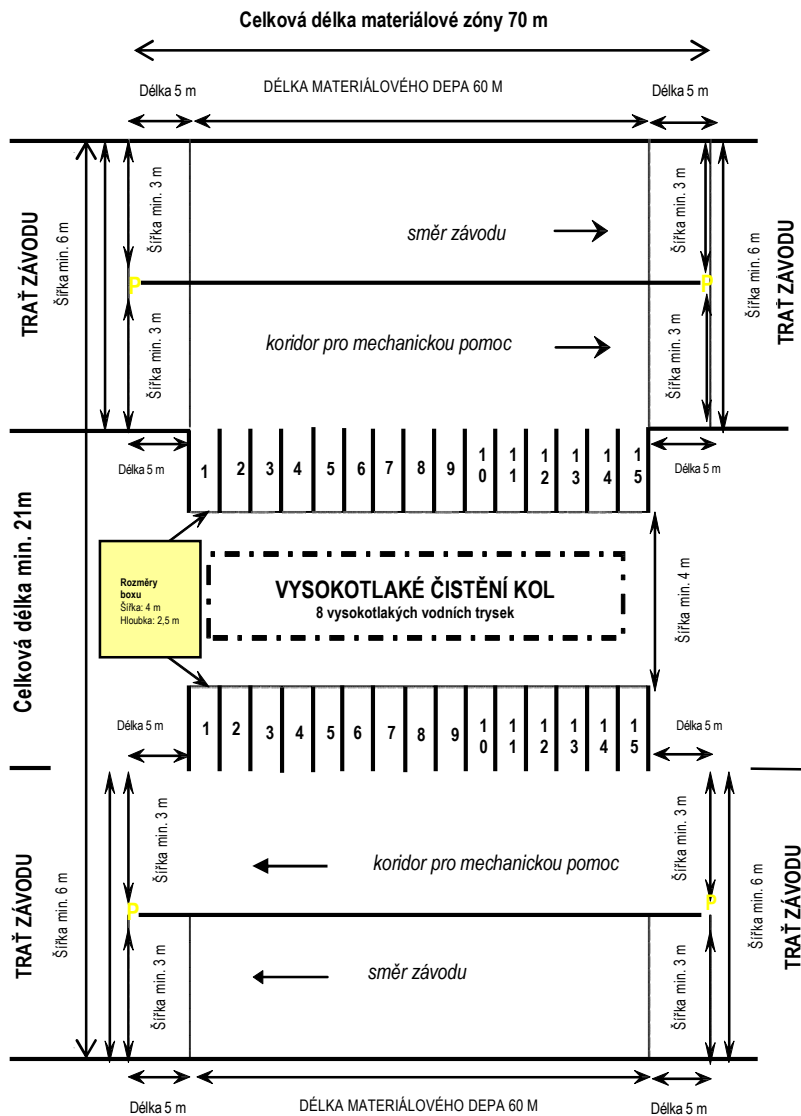 Celková délka materiálové zóny 70 m
Délka 5 m
DÉLKA MATERIÁLOVÉHO DEPA 60 M
Délka 5 m
TRAŤ ZÁVODU
Šířka min. 6 m
Šířka min. 3 m
směr závodu
Šířka min. 3 m
Šířka min. 6 m
TRAŤ ZÁVODU
P
P
Šířka min. 3 m
koridor pro mechanickou pomoc
Šířka min. 3 m
Délka 5 m
1 2 3 4 5 6 7 8 9 10 11 12 13 14 15
Délka 5 m
Celková délka min. 21m
Rozměry
boxu
Šířka: 4 m
Hloubka: 2,5 m
VYSOKOTLAKÉ ČISTĚNÍ KOL
8 vysokotlakých vodních trysek
Šířka min. 4 m
Délka 5 m
1 2 3 4 5 6 7 8 9 10 11 12 13 14 15
Délka 5 m
TRAŤ ZÁVODU
Šířka min. 6 m
Šířka min. 3 m
koridor pro mechanickou pomoc
Šířka min. 3 m
Šířka min. 6 m
TRAŤ ZÁVODU
P
P
Šířka min. 3 m
směr závodu
Šířka min. 3 m
Délka 5 m
DÉLKA MATERIÁLOVÉHO DEPA 60 M
Délka 5 m